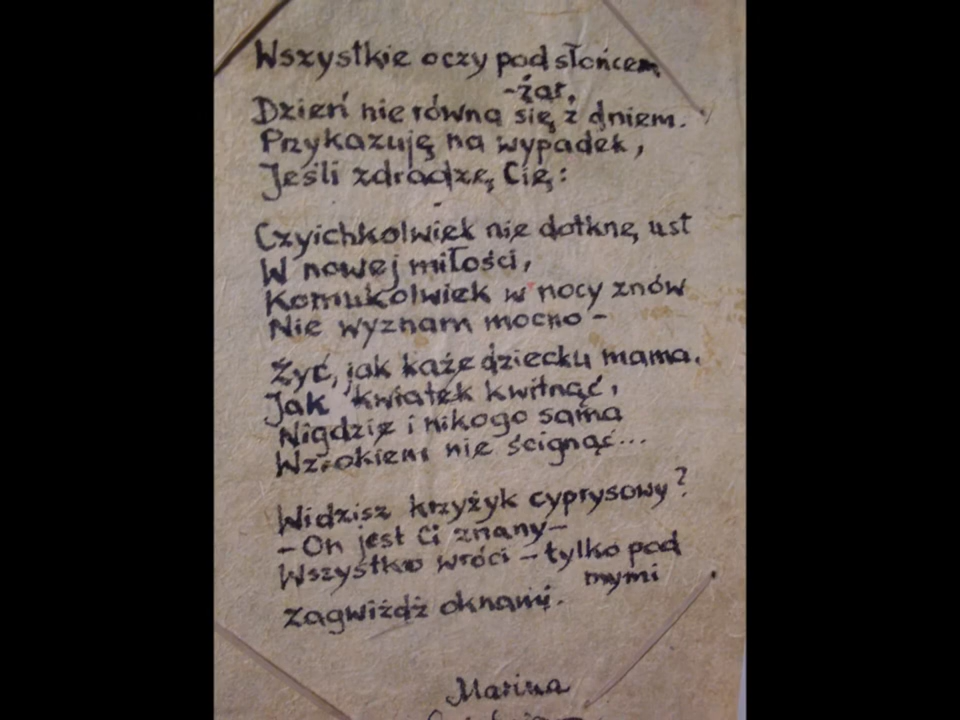 Wszystkie oczy pod słońcem
-żar,
Dzień nie równa się z dniem.
Przykazuję na wypadek,
Jeśli zdradzę, Cię:
Czyichkolwiek nie dotknę ust
W nowej miłości,
Komukolwiek w nocy znów
Nie wyznam mocno -
Żyć, jak każe dziecku mama.
Jak kwiatek kwitnąć,
Nigdzie i nikogo sama
Wzrokiem nie ścignąć...
Widzisz krzyżyk cyprysowy?
- On jest Ci znany -
Wszystko wróci - tylko pod
mymi
zagwiżdż oknami.
Marina